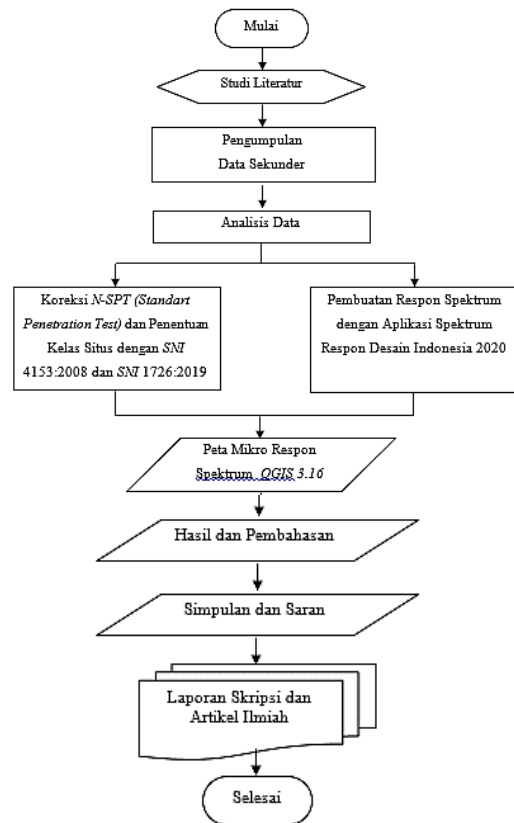 Mulai
Studi Literatur
Pengumpulan
Data Sekunder
Analisis Data
Koreksi N-SPT (Standart
Penetration Test) dan Penentuan
Kelas Situs dengan SNI
4153:2008 dan SNI 1726:2019
Pembuatan Respon Spektrum
dengan Aplikasi Spektrum
Respon Desain Indonesia 2020
Peta Mikro Respon
Spektrum QGIS 3.16
Hasil dan Pembahasan
Simpulan dan Saran
Laporan Skripsi dan
Artikel Ilmiah
Selesai